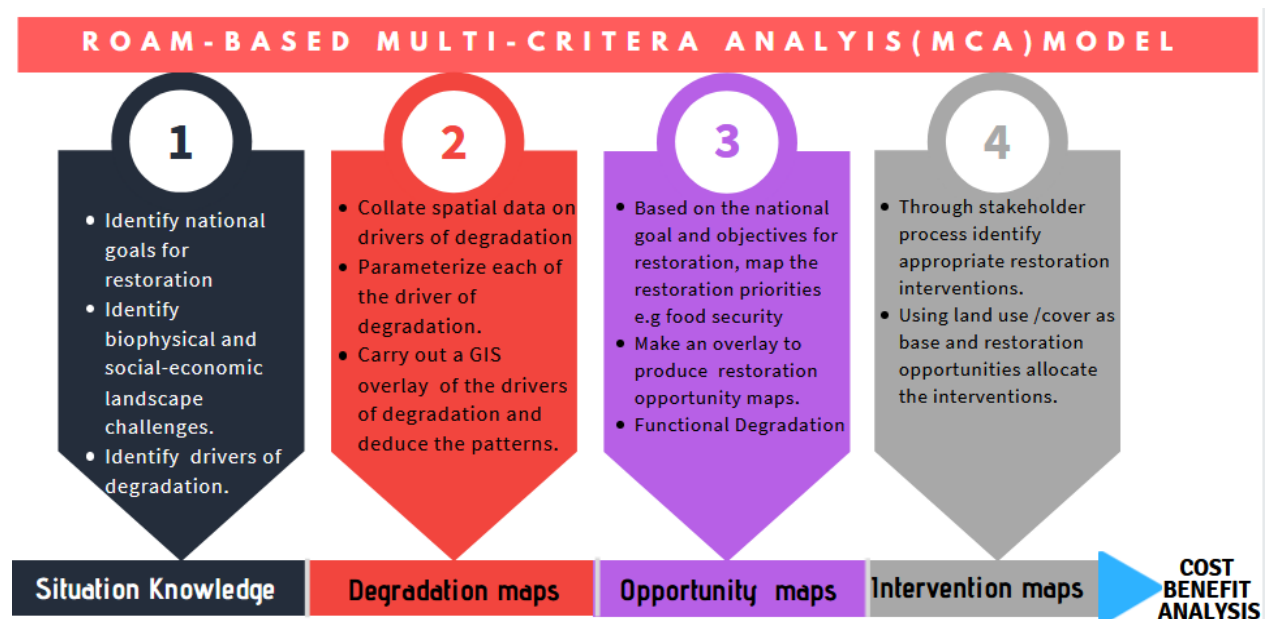 ROAM-BASED MULTI-CRITERA ANALYIS(MCA)MODEL
1
• Identify national
goals for
restoration
• Identify
biophysical and
social-economic
landscape
challenges.
• Identify drivers of
degradation.
Situation Knowledge
2
• Collate spatial data on
drivers of degradation
• Parameterize each of
the driver of
degradation.
• Carry out a GIS
overlay of the drivers
of degradation and
deduce the patterns.
Degradation maps
3
• Based on the national
goal and objectives for
restoration, map the
restoration priorities
e.g food security
• Make an overlay to
produce restoration
opportunity maps.
• Functional Degradation
Opportunity maps
4
• Through stakeholder
process identify
appropriate restoration
interventions.
• Using land use /cover as
base and restoration
opportunities allocate
the interventions.
Intervention maps
COST
BENEFIT
ANALYSIS